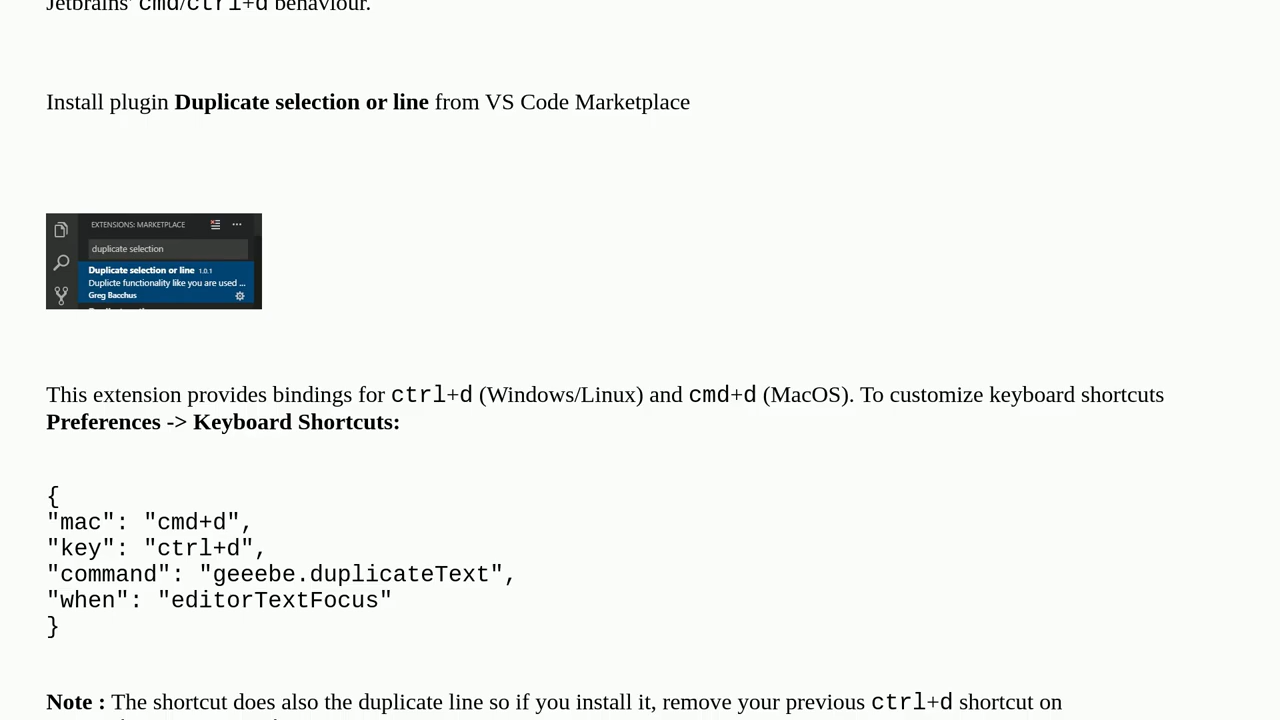 Jetbrains' cmd/ctrl+d behaviour.
Install plugin Duplicate selection or line from VS Code Marketplace
EXTENSIONS: MARKETPLACE
duplicate selection
Duplicate selection or line 1.0.1
Duplicte functionality like you are used ...
Greg Bacchus
This extension provides bindings for ctrl+d (Windows/Linux) and cmd+d (MacOS). To customize keyboard shortcuts
Preferences -> Keyboard Shortcuts:
{
"mac": "cmd+d",
"key": "ctrl+d",
"command": "geeebe.duplicateText",
"when": "editorTextFocus"
}
Note : The shortcut does also the duplicate line so if you install it, remove your previous ctrl+d shortcut on